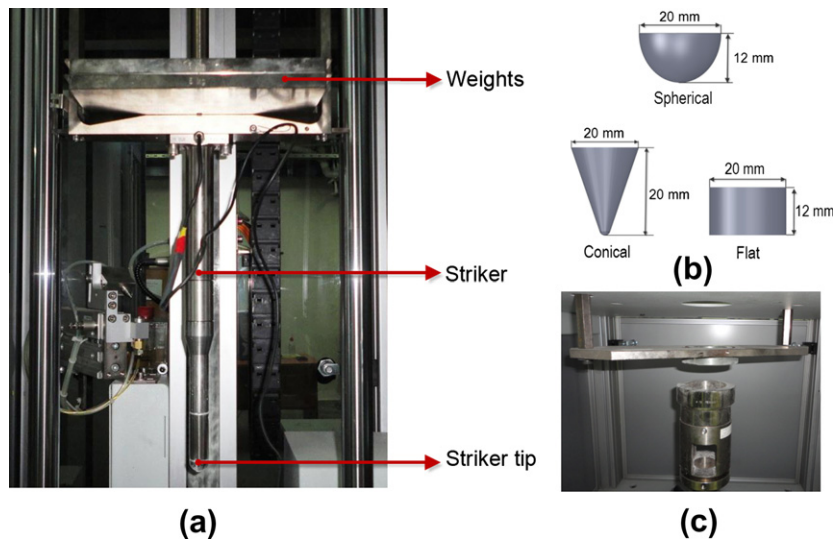 Weights
Striker
Striker tip
(a)
20 mm
12 mm
Spherical
20 mm
20 mm
Conical
20 mm
12 mm
Flat
(b)
(c)